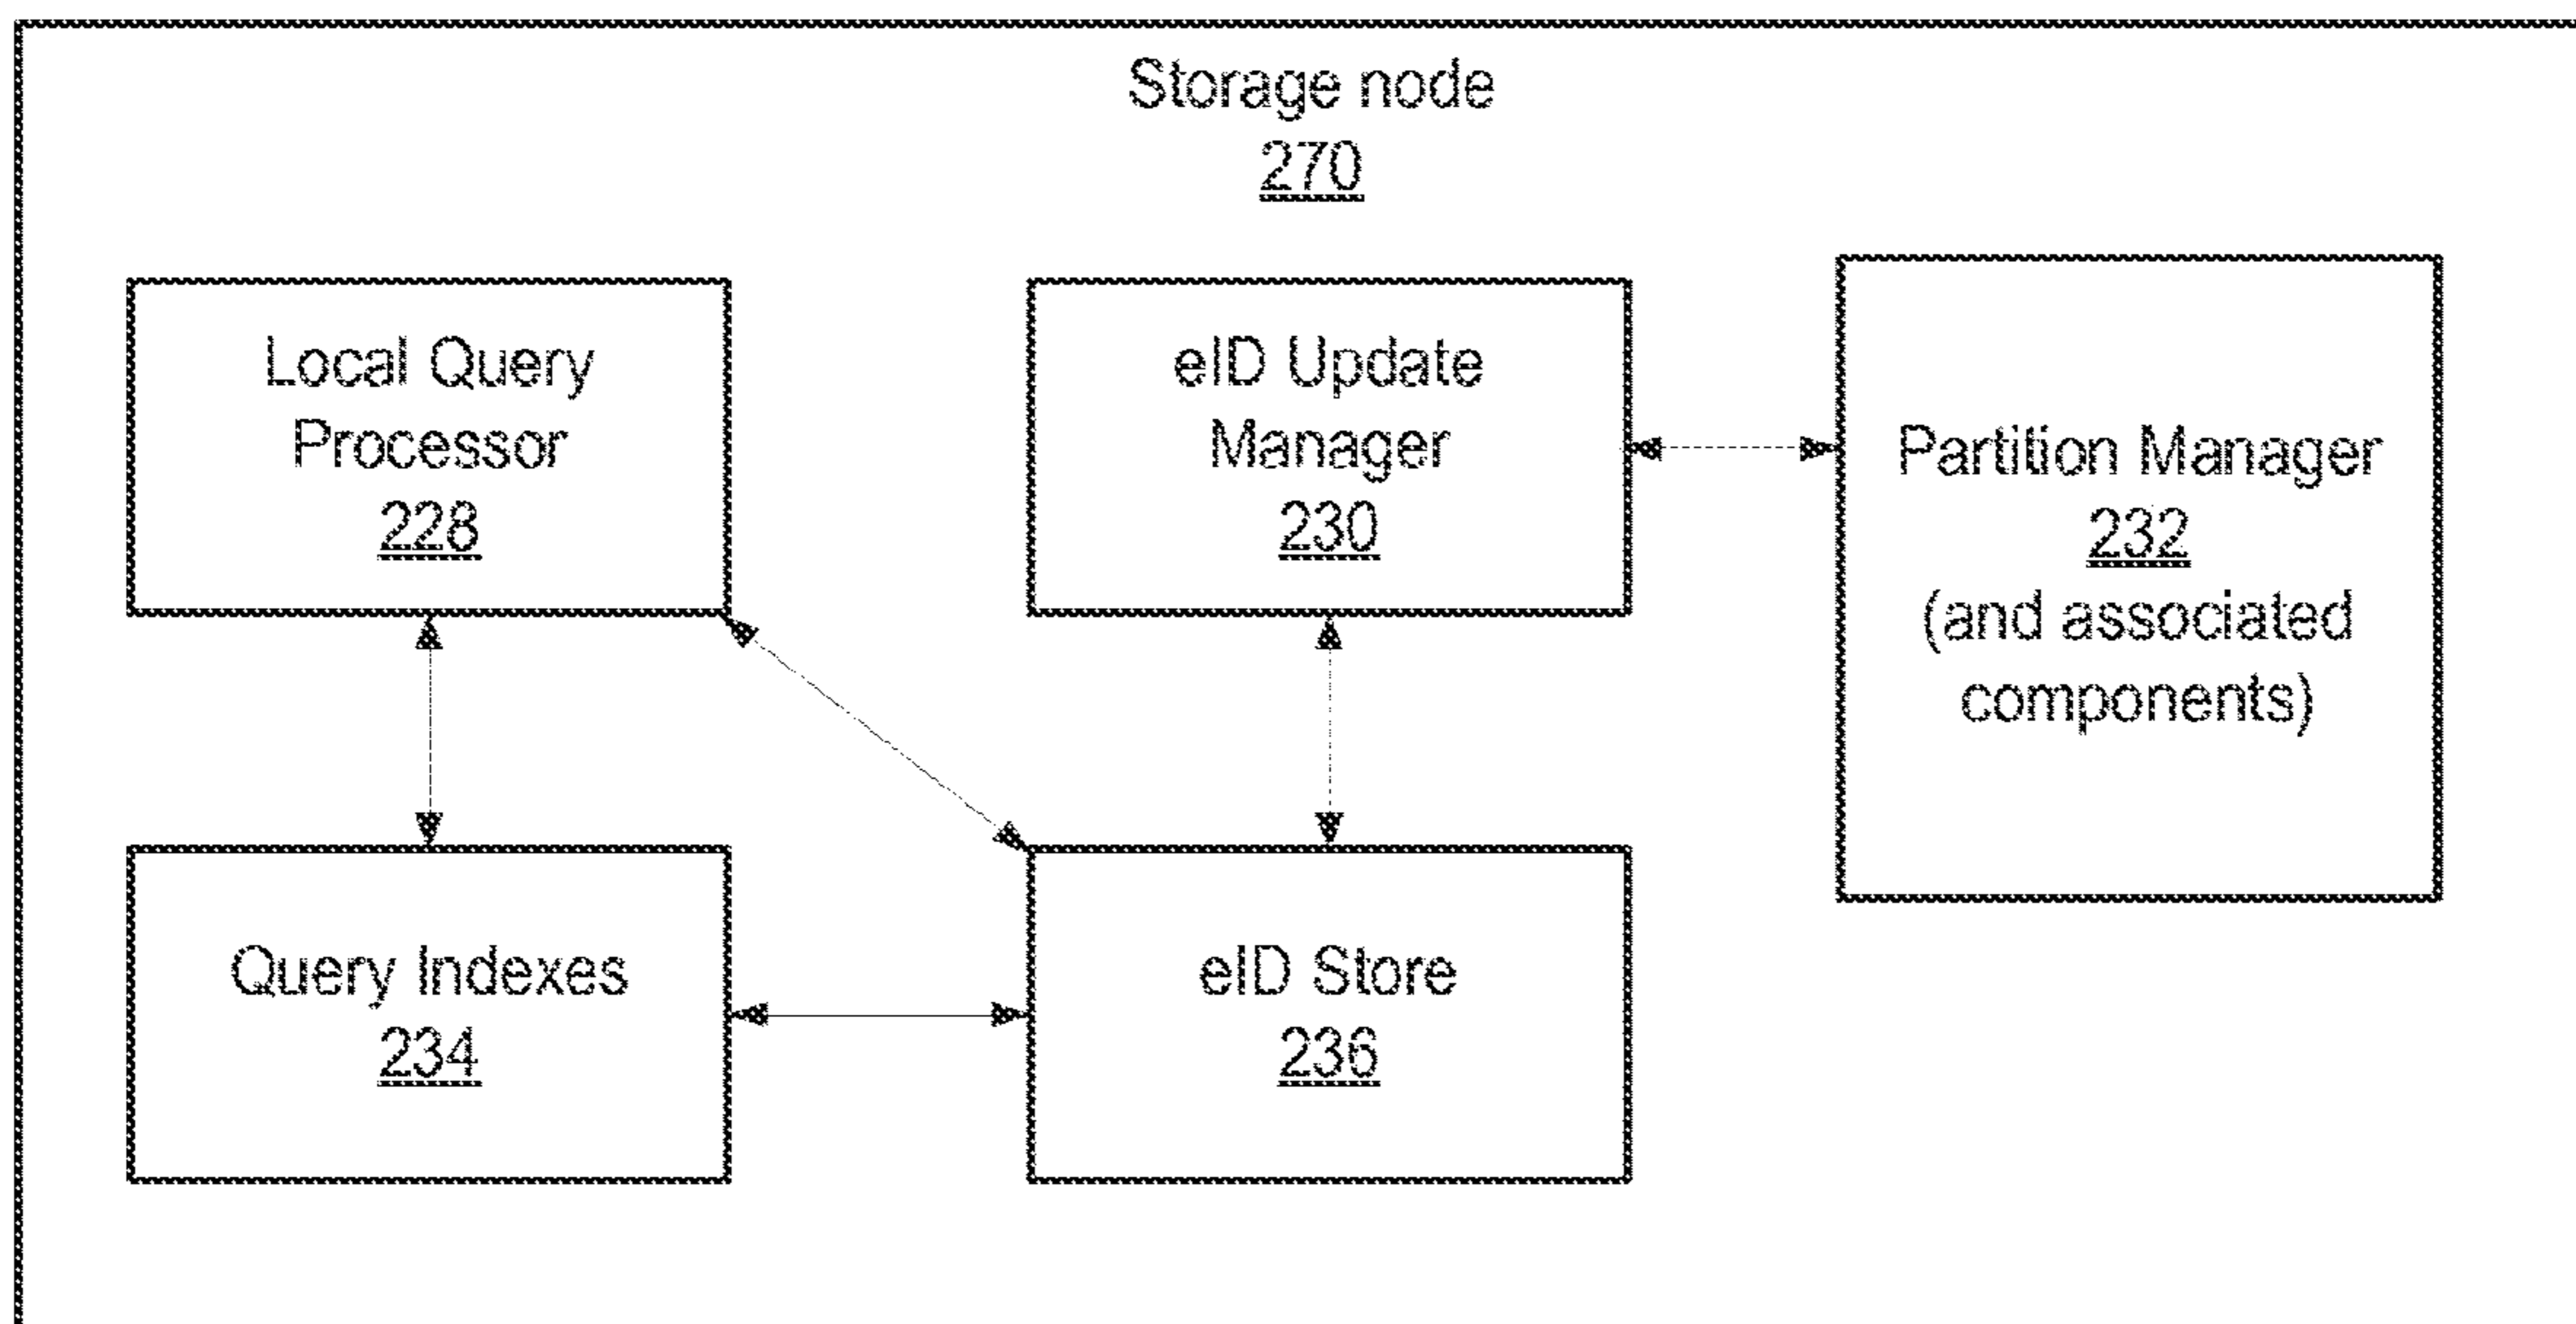 Storage node
270
Local Query
Processor
228
eID Update
Manager
230
Partition Manager
232
(and associated
components)
Query Indexes
234
eID Store
236